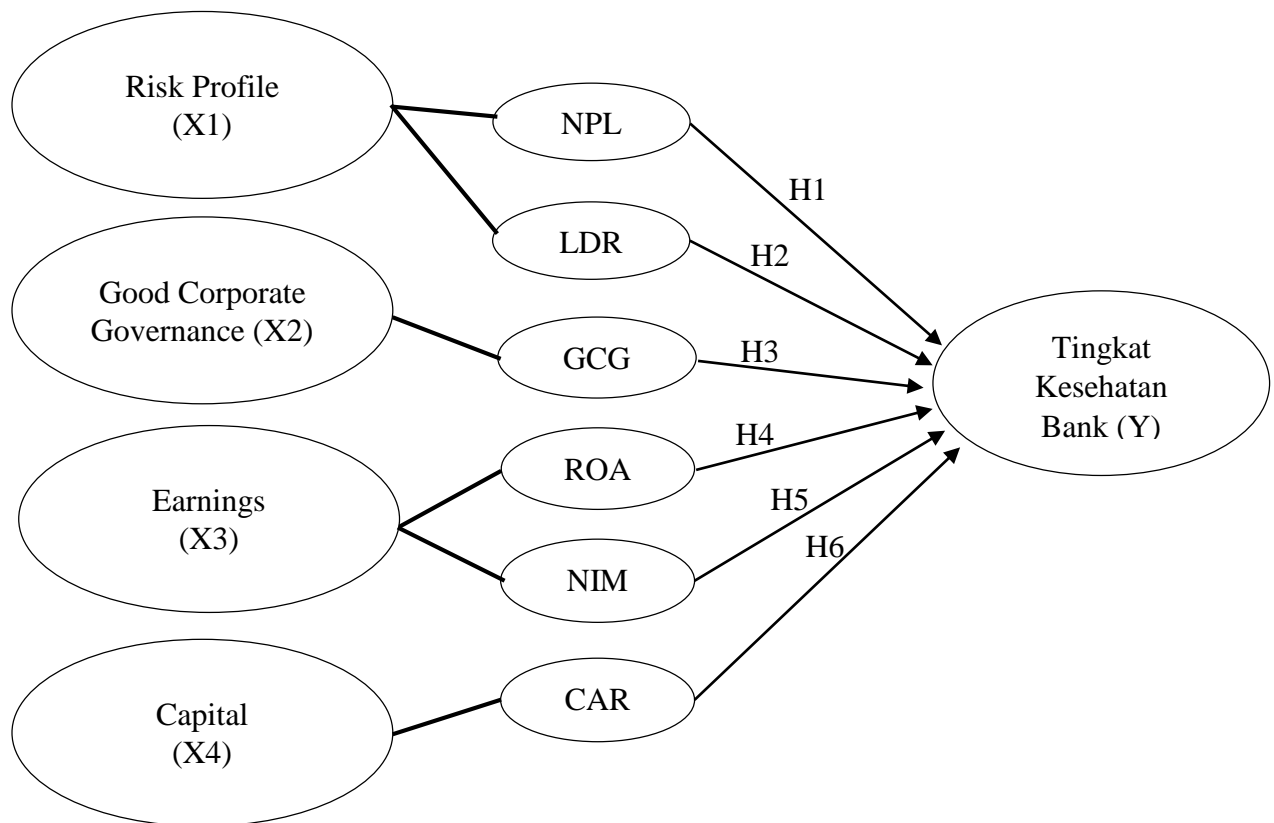 Risk Profile
(X1)
NPL
H1
LDR
H2
Good Corporate
Governance (X2)
GCG
H3
Tingkat
Kesehatan
Bank (Y)
ROA
H4
Earnings
(X3)
H5
NIM
H6
CAR
Capital
(X4)